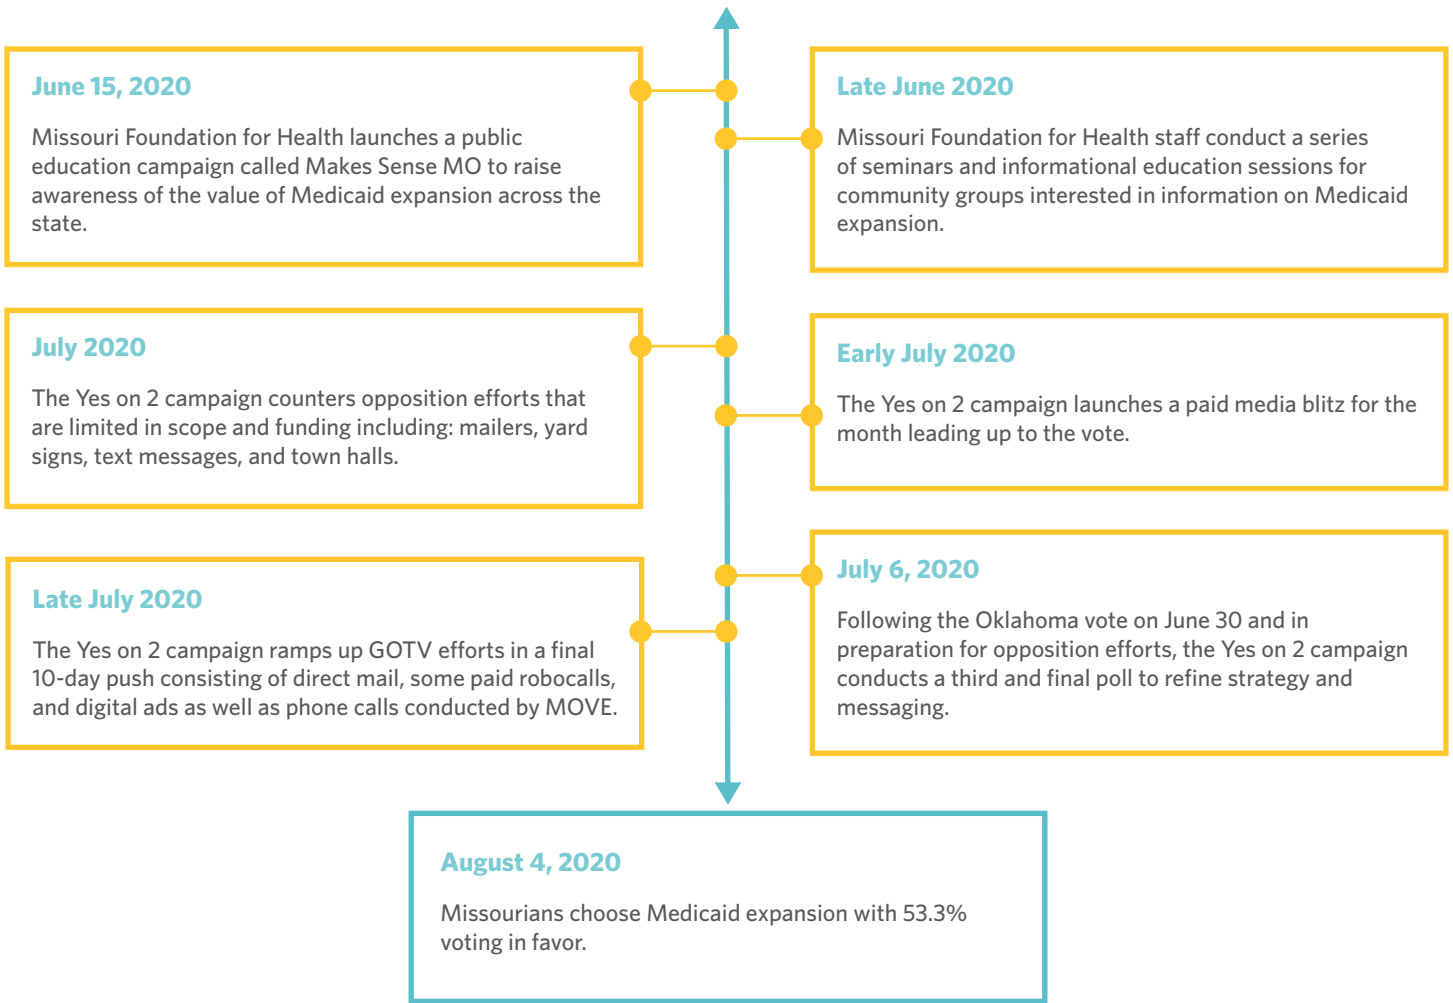 June 15, 2020
Missouri Foundation for Health launches a public
education campaign called Makes Sense MO to raise
awareness of the value of Medicaid expansion across the
state.
Late June 2020
Missouri Foundation for Health staff conduct a series
of seminars and informational education sessions for
community groups interested in information on Medicaid
expansion.
July 2020
The Yes on 2 campaign counters opposition efforts that
are limited in scope and funding including: mailers, yard
signs, text messages, and town halls.
Early July 2020
The Yes on 2 campaign launches a paid media blitz for the
month leading up to the vote.
July 6, 2020
Following the Oklahoma vote on June 30 and in
preparation for opposition efforts, the Yes on 2 campaign
conducts a third and final poll to refine strategy and
messaging.
Late July 2020
The Yes on 2 campaign ramps up GOTV efforts in a final
10-day push consisting of direct mail, some paid robocalls,
and digital ads as well as phone calls conducted by MOVE.
August 4, 2020
Missourians choose Medicaid expansion with 53.3%
voting in favor.